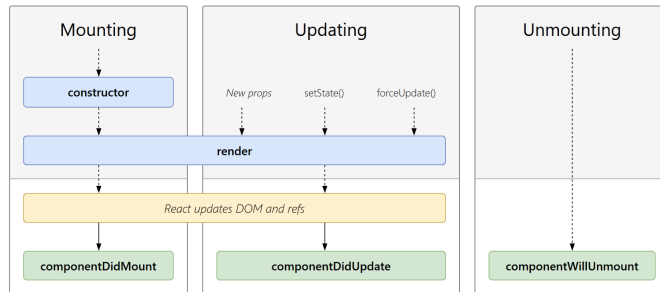 Mounting
Updating
Unmounting
constructor
New props
setState()
forceUpdate()
render
React updates DOM and refs
componentDidMount
componentDidUpdate
componentWillUnmount